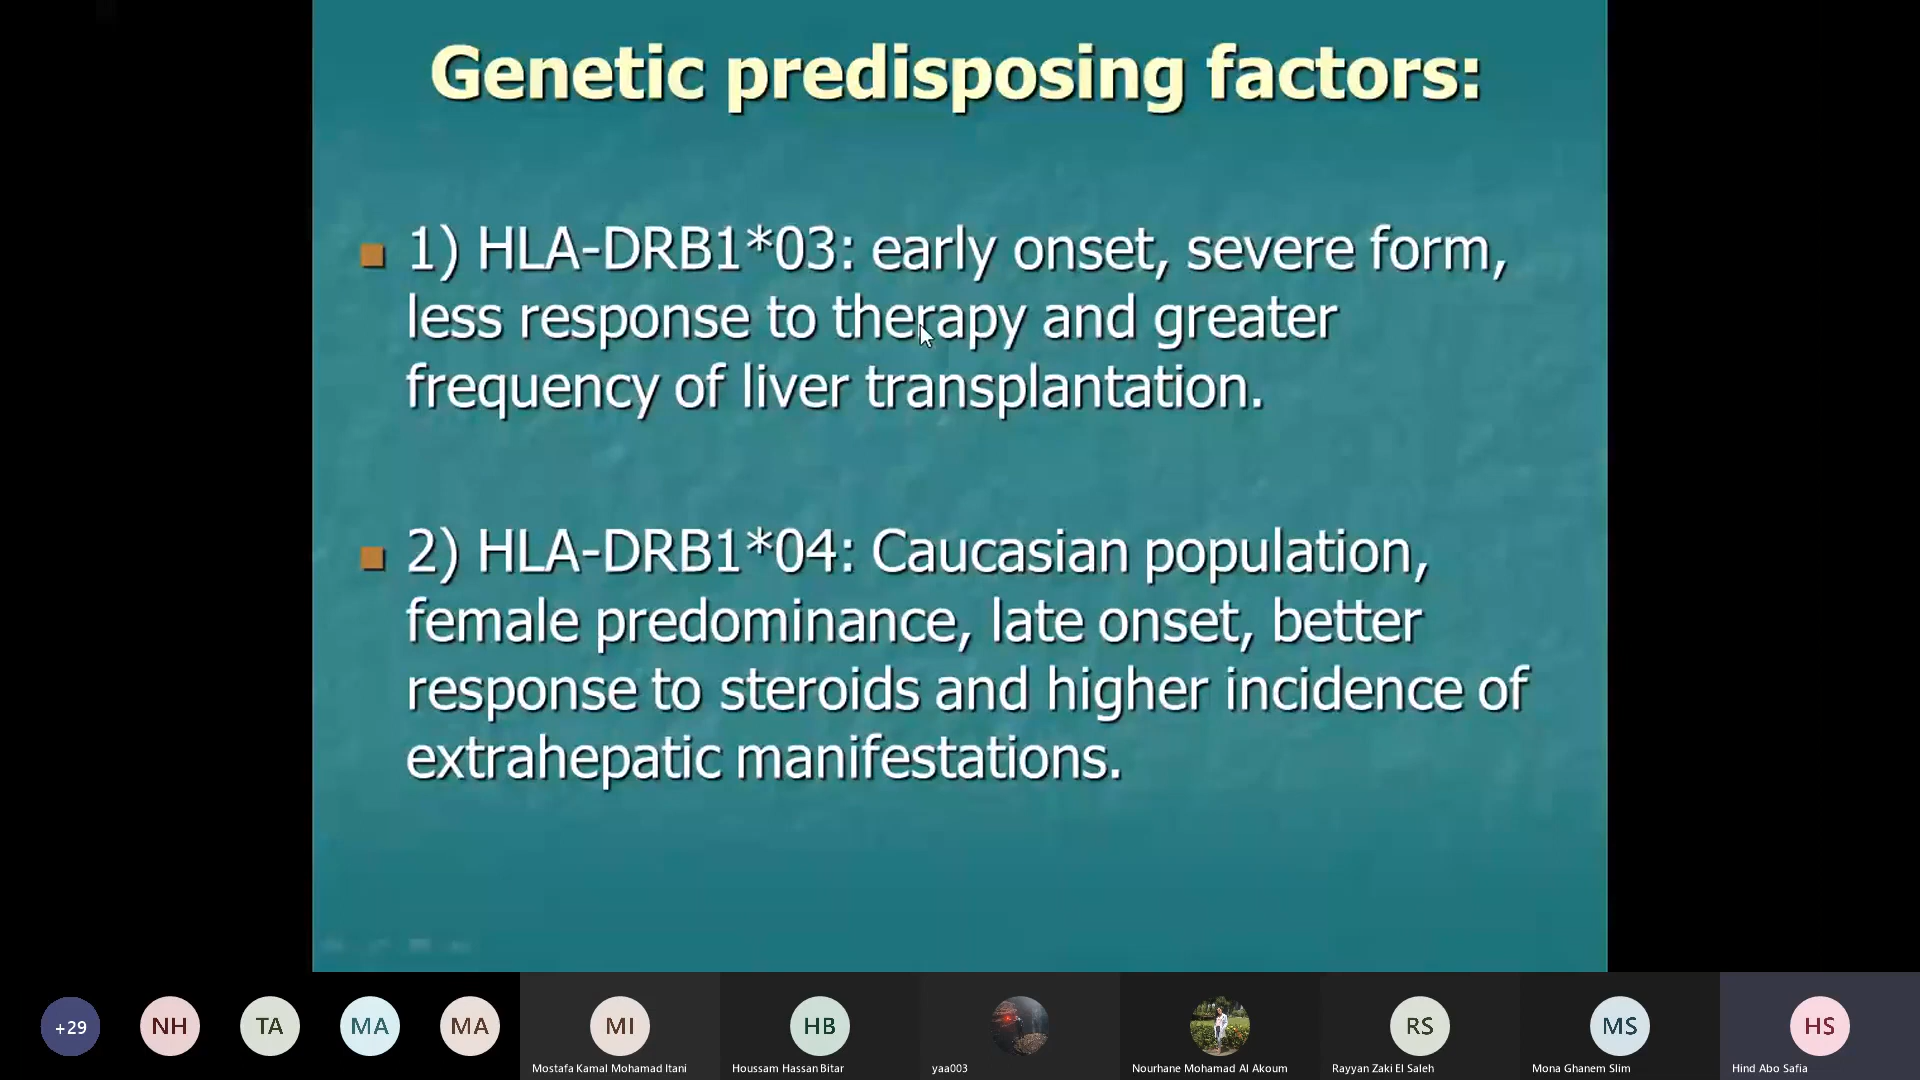 Genetic predisposing factors:
1) HLA-DRB1*03: early onset, severe form,
less response to therapy and greater
frequency of liver transplantation.
2) HLA-DRB1*04: Caucasian population,
female predominance, late onset, better
response to steroids and higher incidence of
extrahepatic manifestations.
+29
NH
TA
MA
MA
MI
HB
RS
MS
HS
Mostafa Kamal Mohamad Itani
Houssam Hassan Bitar
yaa003
Nourhane Mohamad Al Akoum
Rayyan Zaki El Saleh
Mona Ghanem Slim
Hind Abo Safia